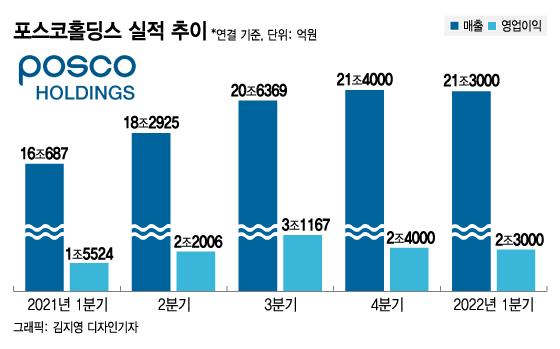 포스코홀딩스 실적 추이 *연결 기준, 단위: 억원
매출 영업이익
posco
HOLDINGS
16조687
18조2925
20조6369
21조4000
21조3000
1조5524
2조2006
3조1167
2조4000
2조3000
2021년 1분기 2분기 3분기 4분기 2022년 1분기
그래픽: 김지영 디자인기자